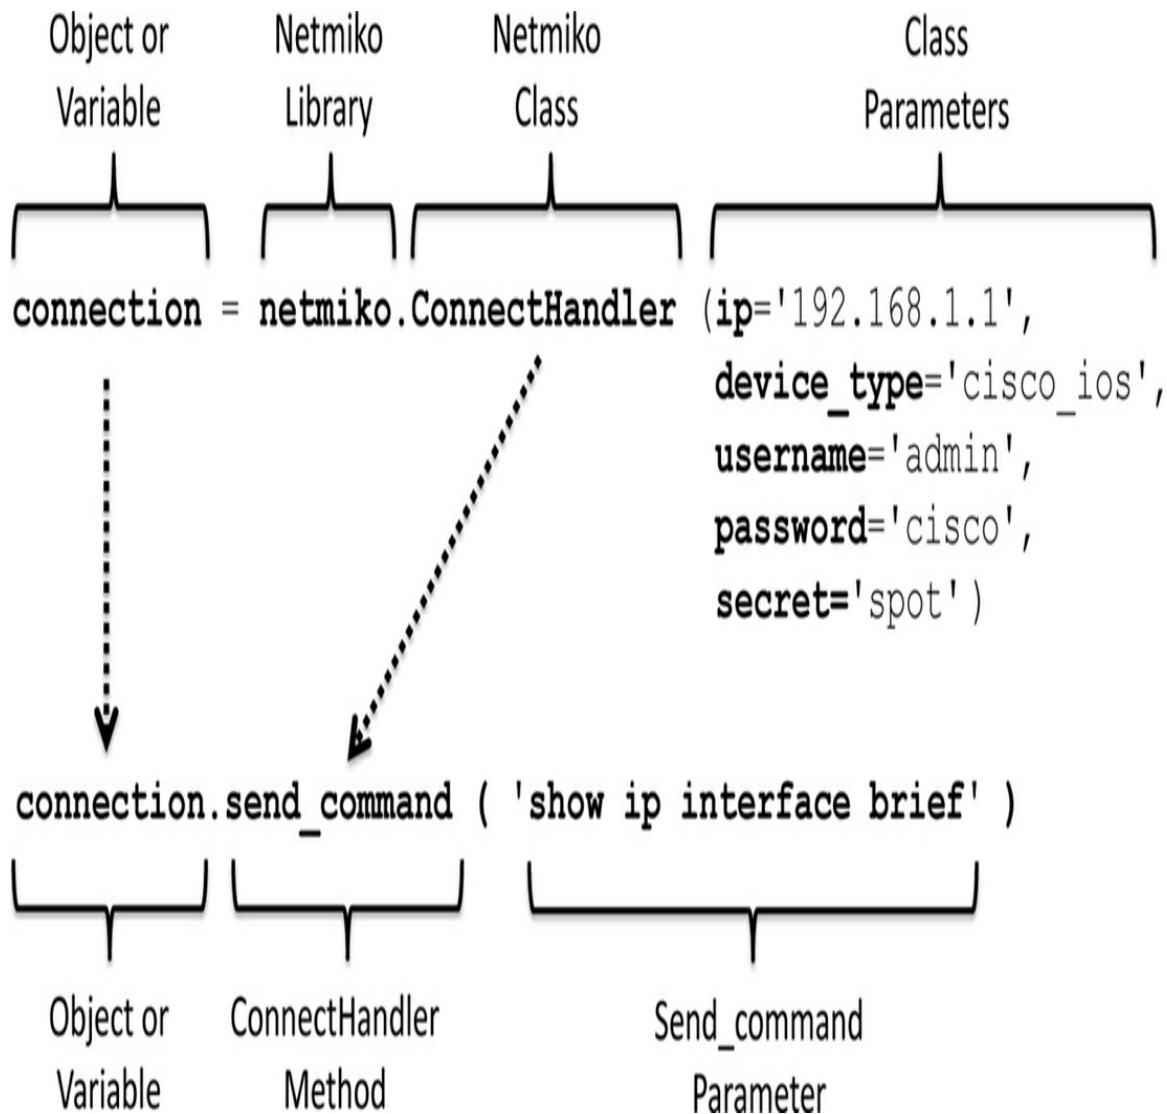 Object or
Variable
Netmiko
Library
Netmiko
Class
Class
Parameters
connection = netmiko.ConnectHandler (ip='192.168.1.1',
device_type='cisco_ios',
username='admin',
password='cisco',
secret='spot')
connection.send_command ( 'show ip interface brief' )
Object or
Variable
ConnectHandler
Method
Send_command
Parameter